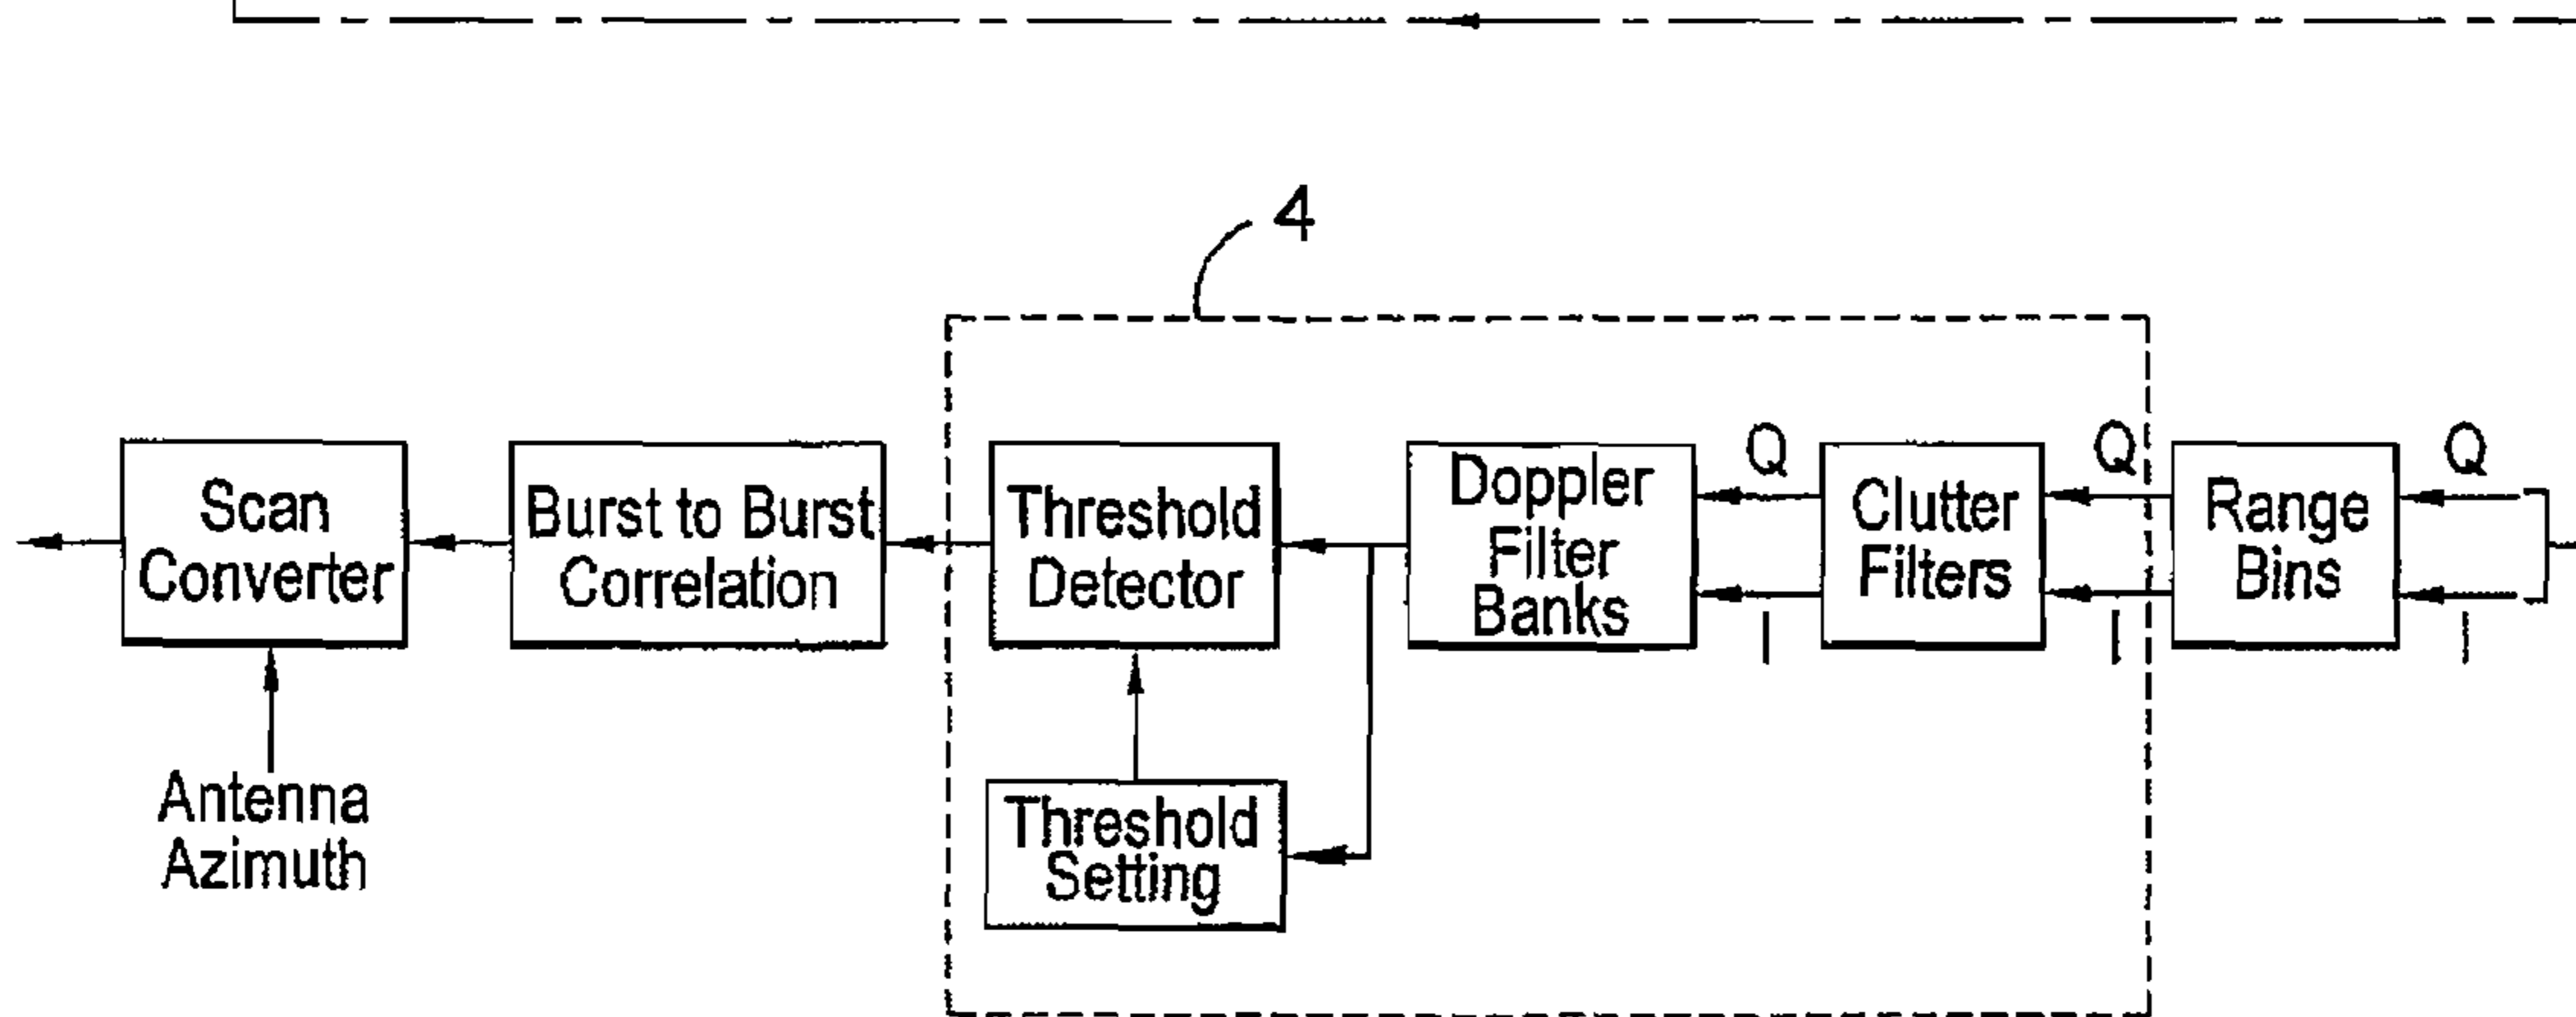 4
Scan
Converter
Burst to Burst
Correlation
Threshold
Detector
Doppler
Filter
Banks
Q
I
Clutter
Filters
Q
I
Range
Bins
Q
I
Threshold
Setting
Antenna
Azimuth